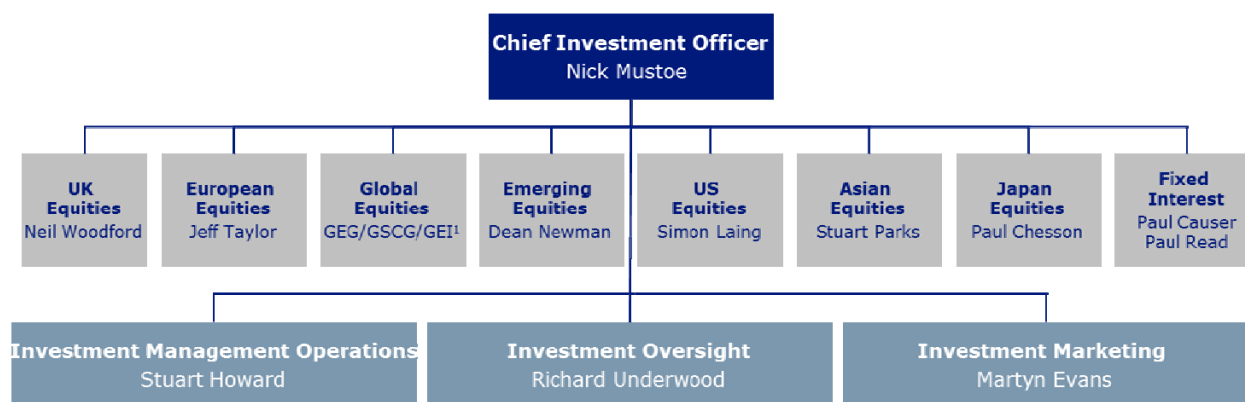 Chief Investment Officer
Nick Mustoe
UK
Equities
Neil Woodford
European
Equities
Jeff Taylor
Global
Equities
GEG/GSCG/GEI¹
Emerging
Equities
Dean Newman
US
Equities
Simon Laing
Asian
Equities
Stuart Parks
Japan
Equities
Paul Chesson
Fixed
Interest
Paul Causer
Paul Read
Investment Management Operations
Stuart Howard
Investment Oversight
Richard Underwood
Investment Marketing
Martyn Evans